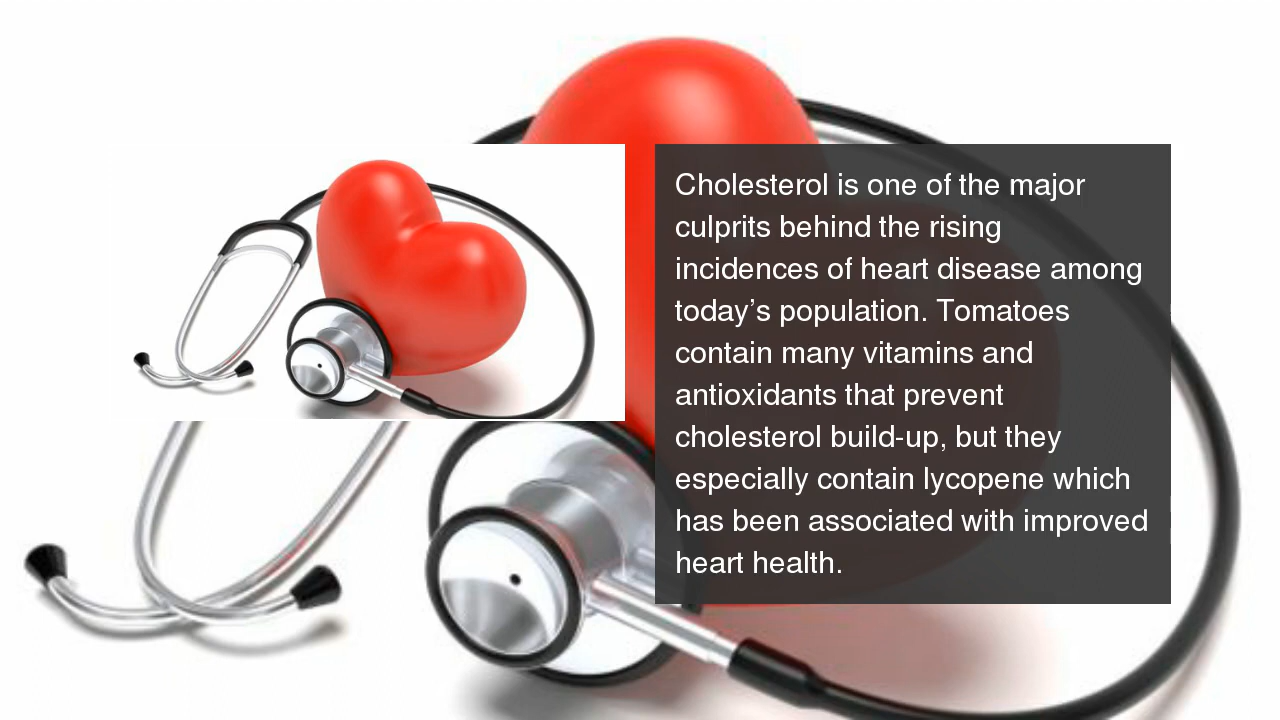 Cholesterol is one of the major
culprits behind the rising
incidences of heart disease among
today’s population. Tomatoes
contain many vitamins and
antioxidants that prevent
cholesterol build-up, but they
especially contain lycopene which
has been associated with improved
heart health.